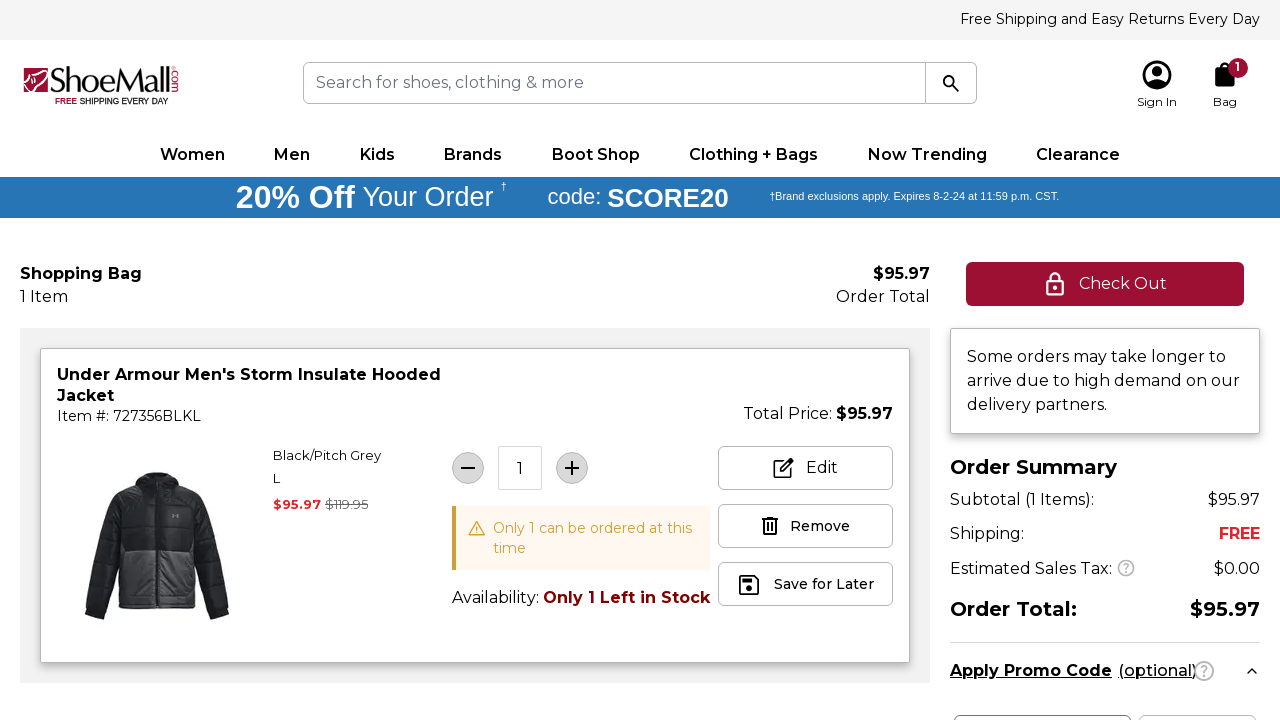 Free Shipping and Easy Returns Every Day
ShoeMall.com
FREE SHIPPING EVERY DAY
Search for shoes, clothing & more
Sign In
1
Bag
Women
Men
Kids
Brands
Boot Shop
Clothing + Bags
Now Trending
Clearance
20% Off Your Order † code: SCORE20 †Brand exclusions apply. Expires 8-2-24 at 11:59 p.m. CST.
Shopping Bag
1 Item
$95.97
Order Total
Check Out
Under Armour Men's Storm Insulate Hooded
Jacket
Item #: 727356BLKL
Total Price: $95.97
Black/Pitch Grey
L
$95.97 $119.95
1
Only 1 can be ordered at this
time
Availability: Only 1 Left in Stock
Edit
Remove
Save for Later
Some orders may take longer to
arrive due to high demand on our
delivery partners.
Order Summary
Subtotal (1 Items): $95.97
Shipping: FREE
Estimated Sales Tax: $0.00
Order Total: $95.97
Apply Promo Code (optional)